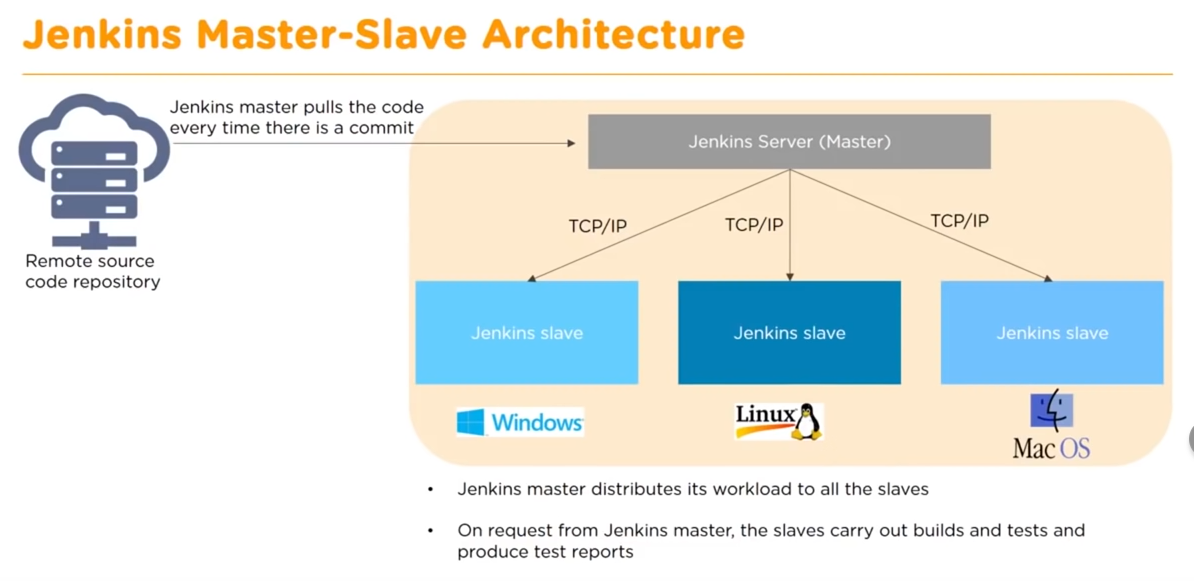 Jenkins Master-Slave Architecture
Jenkins master pulls the code
every time there is a commit
Jenkins Server (Master)
TCP/IP
TCP/IP
TCP/IP
Remote source
code repository
Jenkins slave
Jenkins slave
Jenkins slave
Windows
Linux
Mac OS
• Jenkins master distributes its workload to all the slaves
• On request from Jenkins master, the slaves carry out builds and tests and
produce test reports